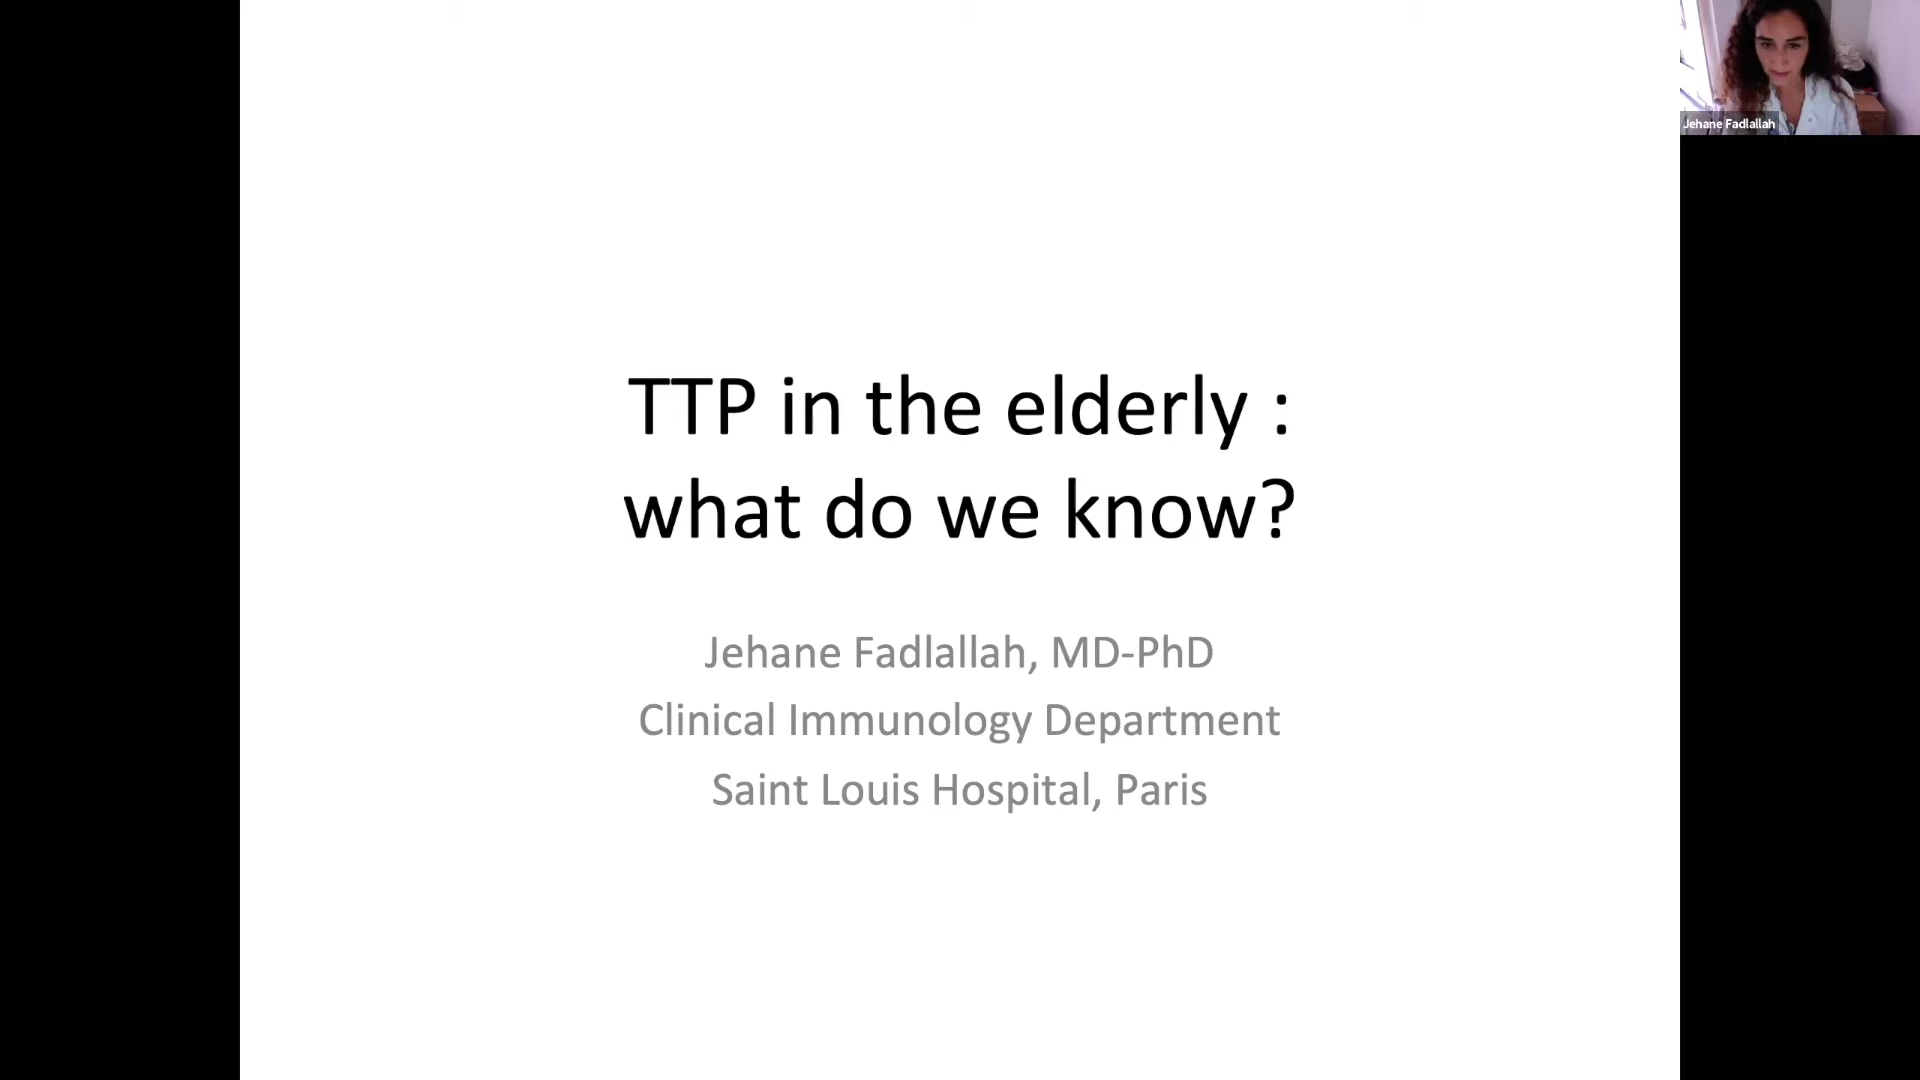 TTP in the elderly :
what do we know?
Jehane Fadlallah, MD-PhD
Clinical Immunology Department
Saint Louis Hospital, Paris
Jehane Fadlallah